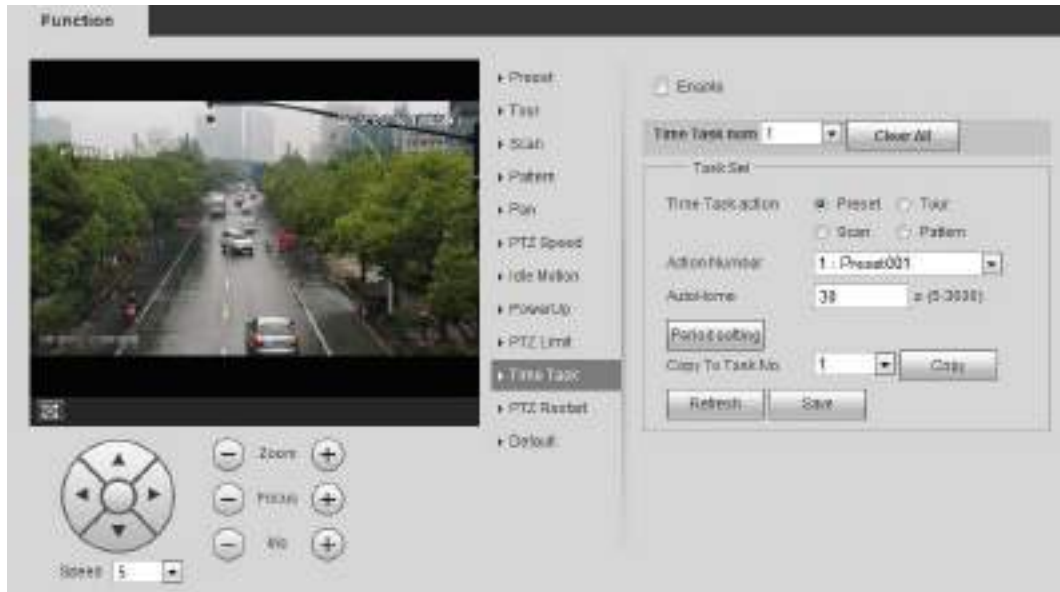 Function
Preset
Tour
Scan
Pattern
Pan
PTZ Speed
Idle Motion
PowerUp
PTZ Limit
Time Task
PTZ Restart
Default
Zoom
Focus
Iris
Speed 5
Enable
Time Task num 1 Clear All
Task Set
Time Task action Preset Tour
Scan Pattern
Action Number 1 : Preset001
AutoHome 30 s (5-3600)
Period setting
Copy To Task No. 1 Copy
Refresh Save